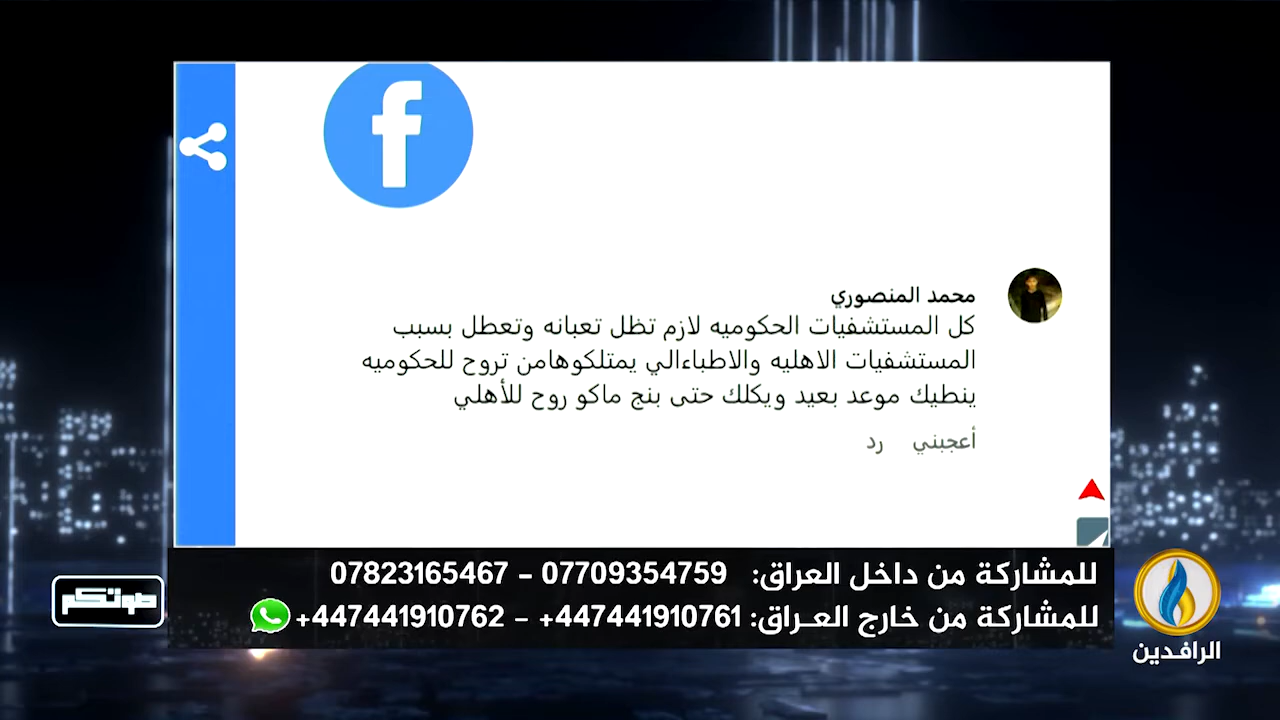 محمد المنصوري
كل المستشفيات الحكوميه لازم تظل تعبانه وتعطل بسبب
المستشفيات الاهليه والاطباءالي يمتلكوهامن تروح للحكوميه
ينطيك موعد بعيد ويكلك حتى بنج ماكو روح للأهلي
أعجبني رد
للمشاركة من داخل العراق: 07709354759 - 07823165467
للمشاركة من خارج العـراق: 447441910761+ - 447441910762+
صوتكم
الرافدين